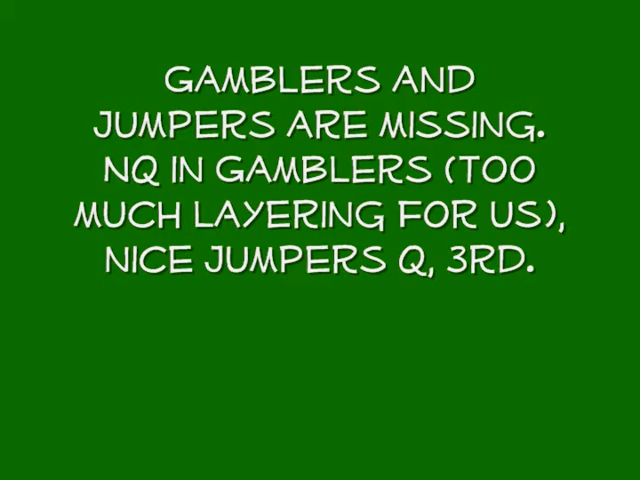 GAMBLERS AND
JUMPERS ARE MISSING.
NQ IN GAMBLERS (TOO
MUCH LAYERING FOR US),
NICE JUMPERS Q, 3RD.